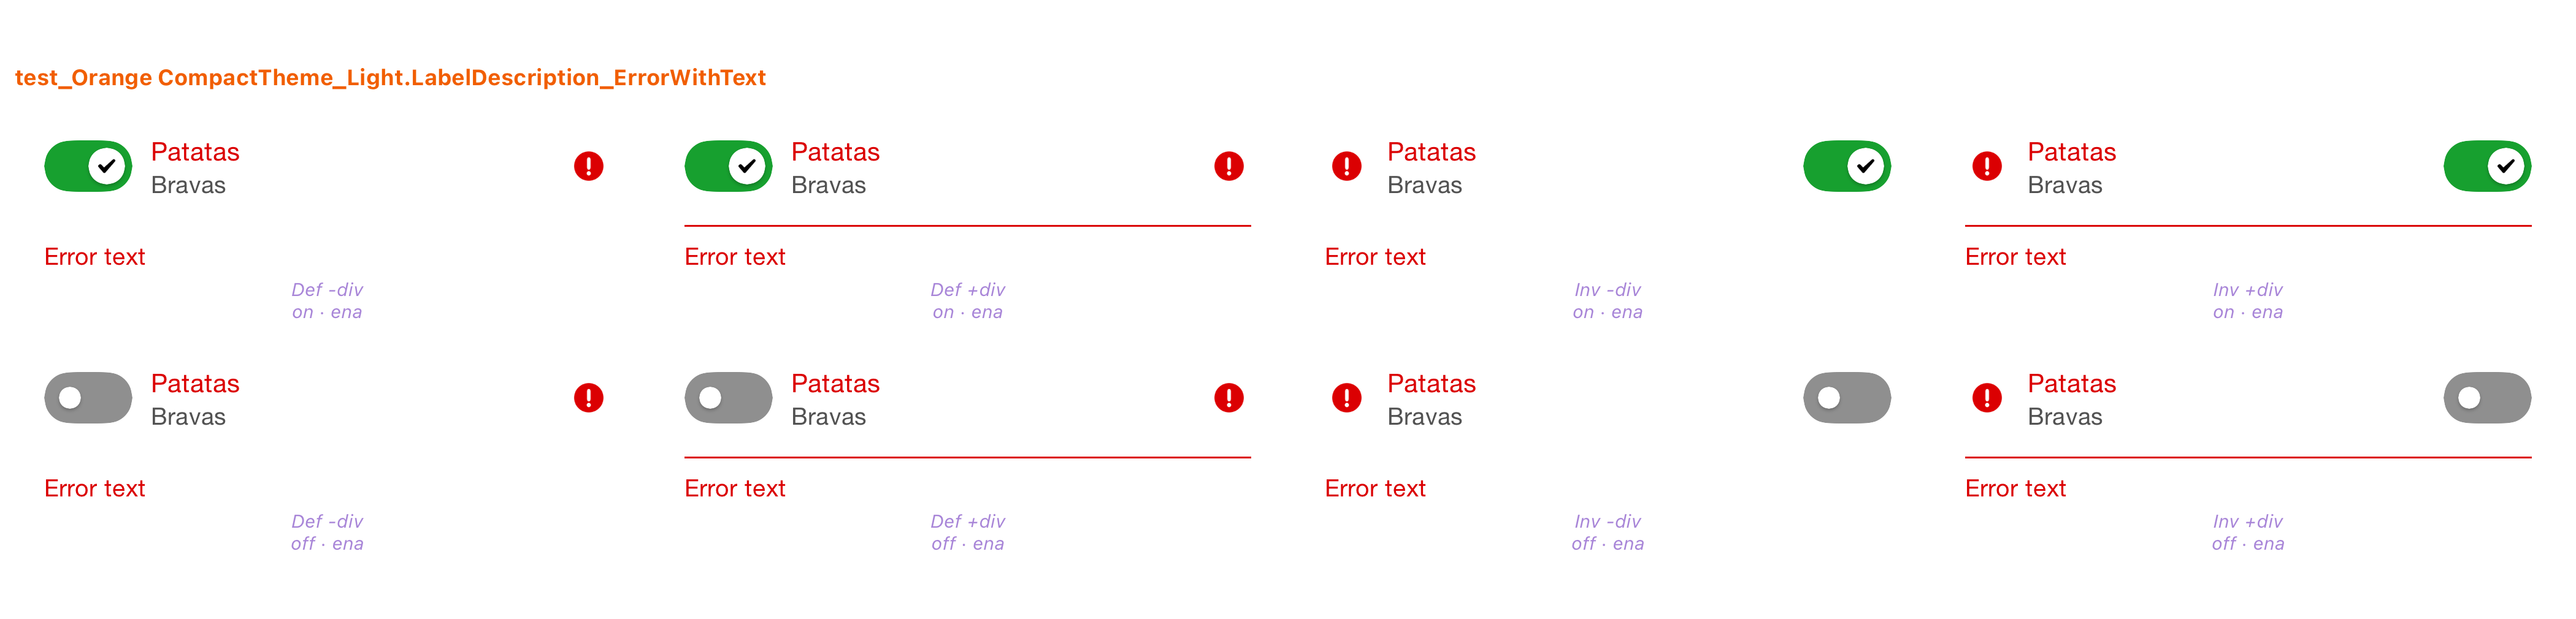 test_Orange CompactTheme_Light.LabelDescription_ErrorWithText
Patatas
Bravas
Error text
Def -div
on · ena
Patatas
Bravas
Error text
Def +div
on · ena
Patatas
Bravas
Error text
Inv -div
on · ena
Patatas
Bravas
Error text
Inv +div
on · ena
Patatas
Bravas
Error text
Def -div
off · ena
Patatas
Bravas
Error text
Def +div
off · ena
Patatas
Bravas
Error text
Inv -div
off · ena
Patatas
Bravas
Error text
Inv +div
off · ena